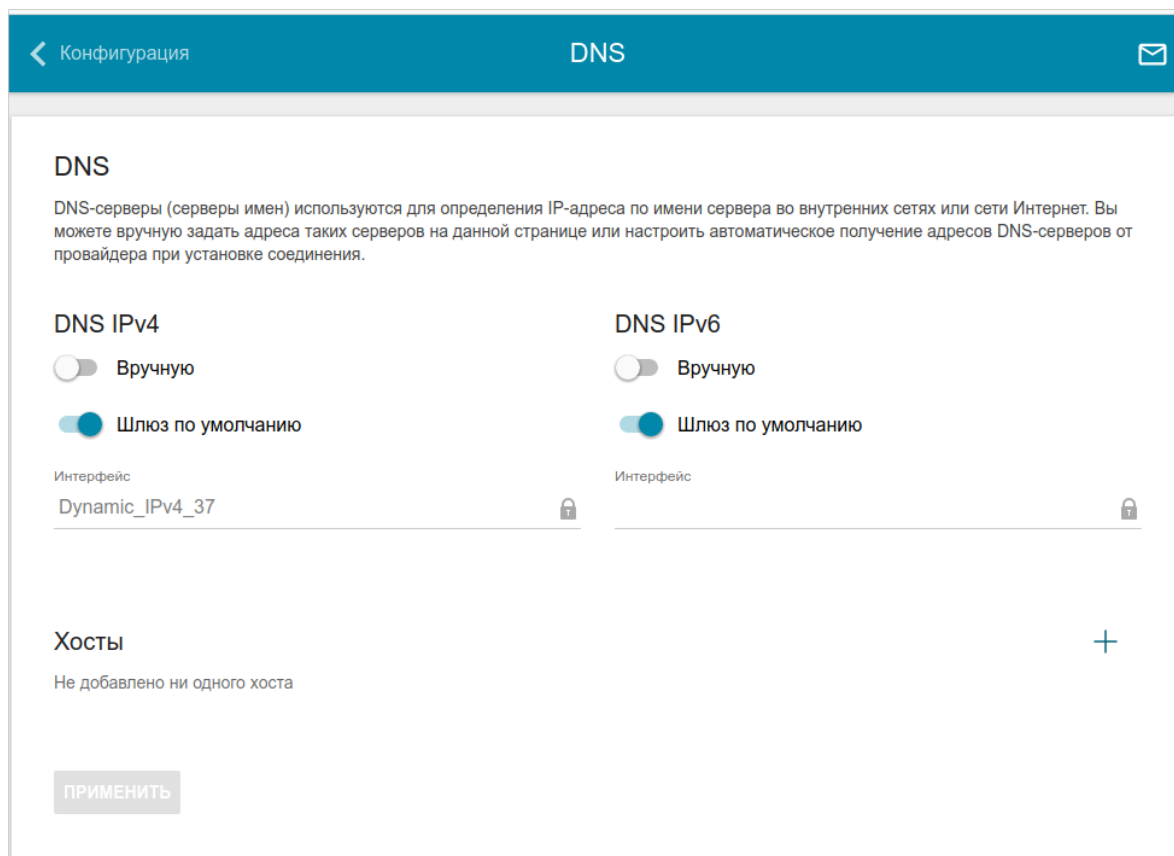 Конфигурация
DNS
DNS
DNS-серверы (серверы имен) используются для определения IP-адреса по имени сервера во внутренних сетях или сети Интернет. Вы
можете вручную задать адреса таких серверов на данной странице или настроить автоматическое получение адресов DNS-серверов от
провайдера при установке соединения.
DNS IPv4
Вручную
Шлюз по умолчанию
Интерфейс
Dynamic_IPv4_37
DNS IPv6
Вручную
Шлюз по умолчанию
Интерфейс
Хосты
Не добавлено ни одного хоста
ПРИМЕНИТЬ